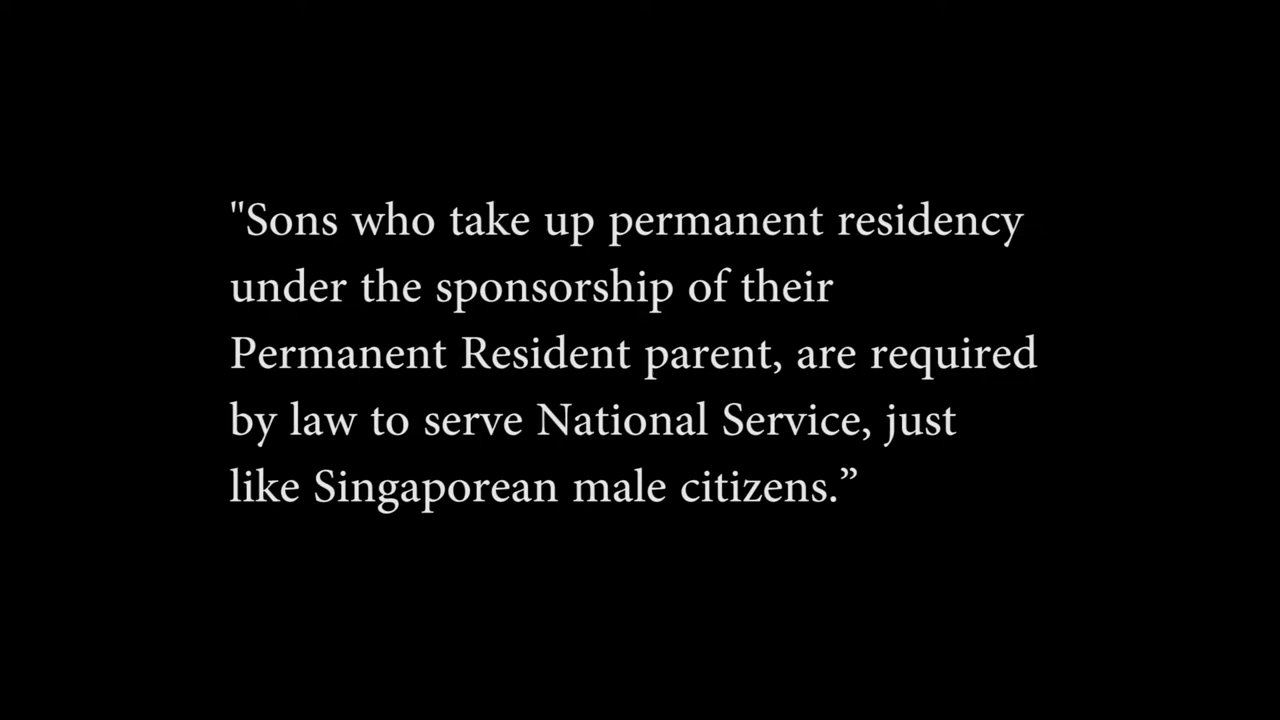 "Sons who take up permanent residency
under the sponsorship of their
Permanent Resident parent, are required
by law to serve National Service, just
like Singaporean male citizens.”